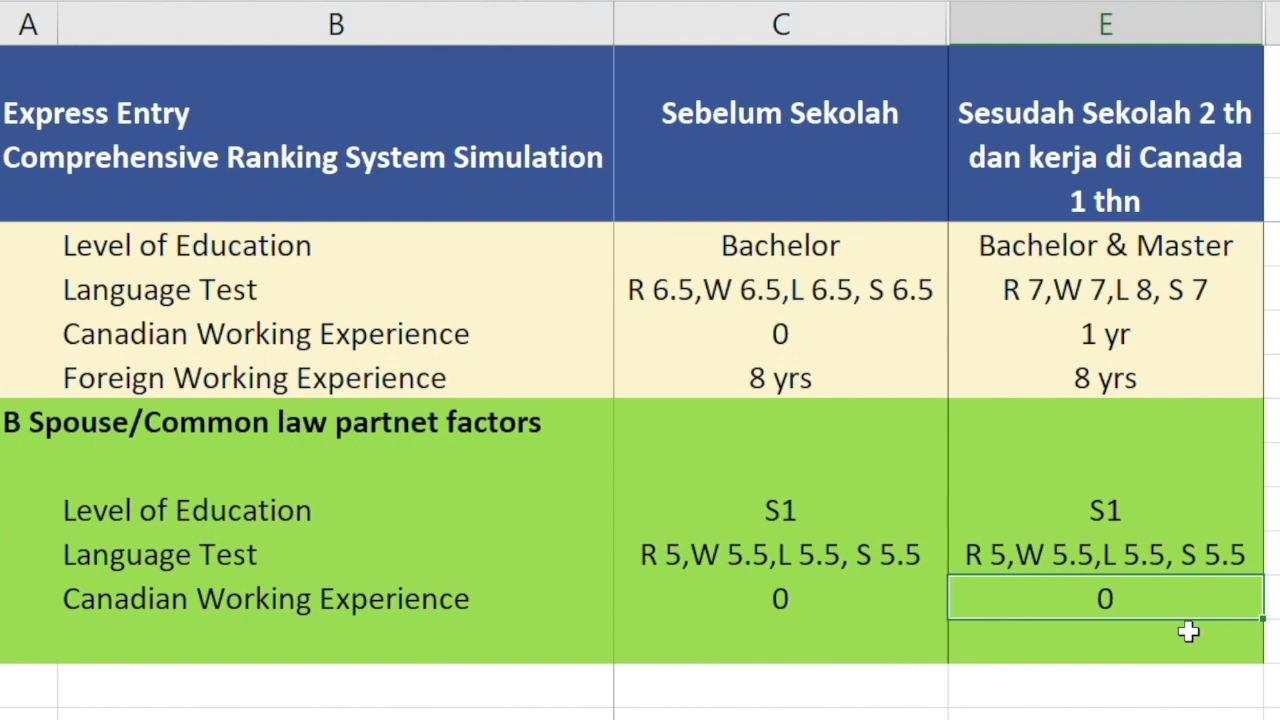 A B C E
Express Entry
Comprehensive Ranking System Simulation
Sebelum Sekolah
Sesudah Sekolah 2 th
dan kerja di Canada
1 thn
Level of Education Bachelor Bachelor & Master
Language Test R 6.5,W 6.5,L 6.5, S 6.5 R 7,W 7,L 8, S 7
Canadian Working Experience 0 1 yr
Foreign Working Experience 8 yrs 8 yrs
B Spouse/Common law partnet factors
Level of Education S1 S1
Language Test R 5,W 5.5,L 5.5, S 5.5 R 5,W 5.5,L 5.5, S 5.5
Canadian Working Experience 0 0